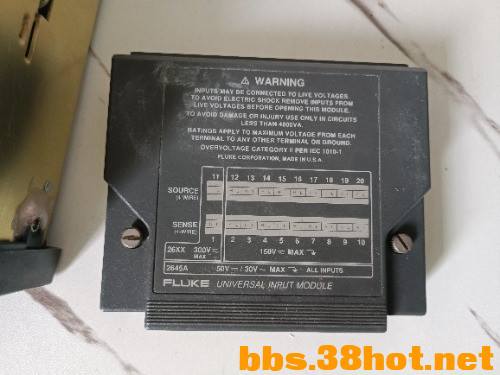 ⚠ WARNING
INPUTS MAY BE CONNECTED TO LIVE VOLTAGES
TO AVOID ELECTRIC SHOCK REMOVE INPUTS FROM
LIVE VOLTAGES BEFORE OPENING THIS MODULE.
TO AVOID DAMAGE OR INJURY USE ONLY IN CIRCUITS
LESS THAN 4800VA.
RATINGS APPLY TO MAXIMUM VOLTAGE FROM EACH
TERMINAL TO ANY OTHER TERMINAL OR GROUND.
OVERVOLTAGE CATEGORY II PER IEC 1010-1
FLUKE CORPORATION, MADE IN U.S.A.
11 12 13 14 15 16 17 18 19 20
SOURCE
(4-WIRE)
SENSE
(4-WIRE)
1 2 3 4 5 6 7 8 9 10
26XX 300V MAX
150V MAX
2645A 50V / 30V MAX ALL INPUTS
FLUKE UNIVERSAL INPUT MODULE
bbs.38hot.net